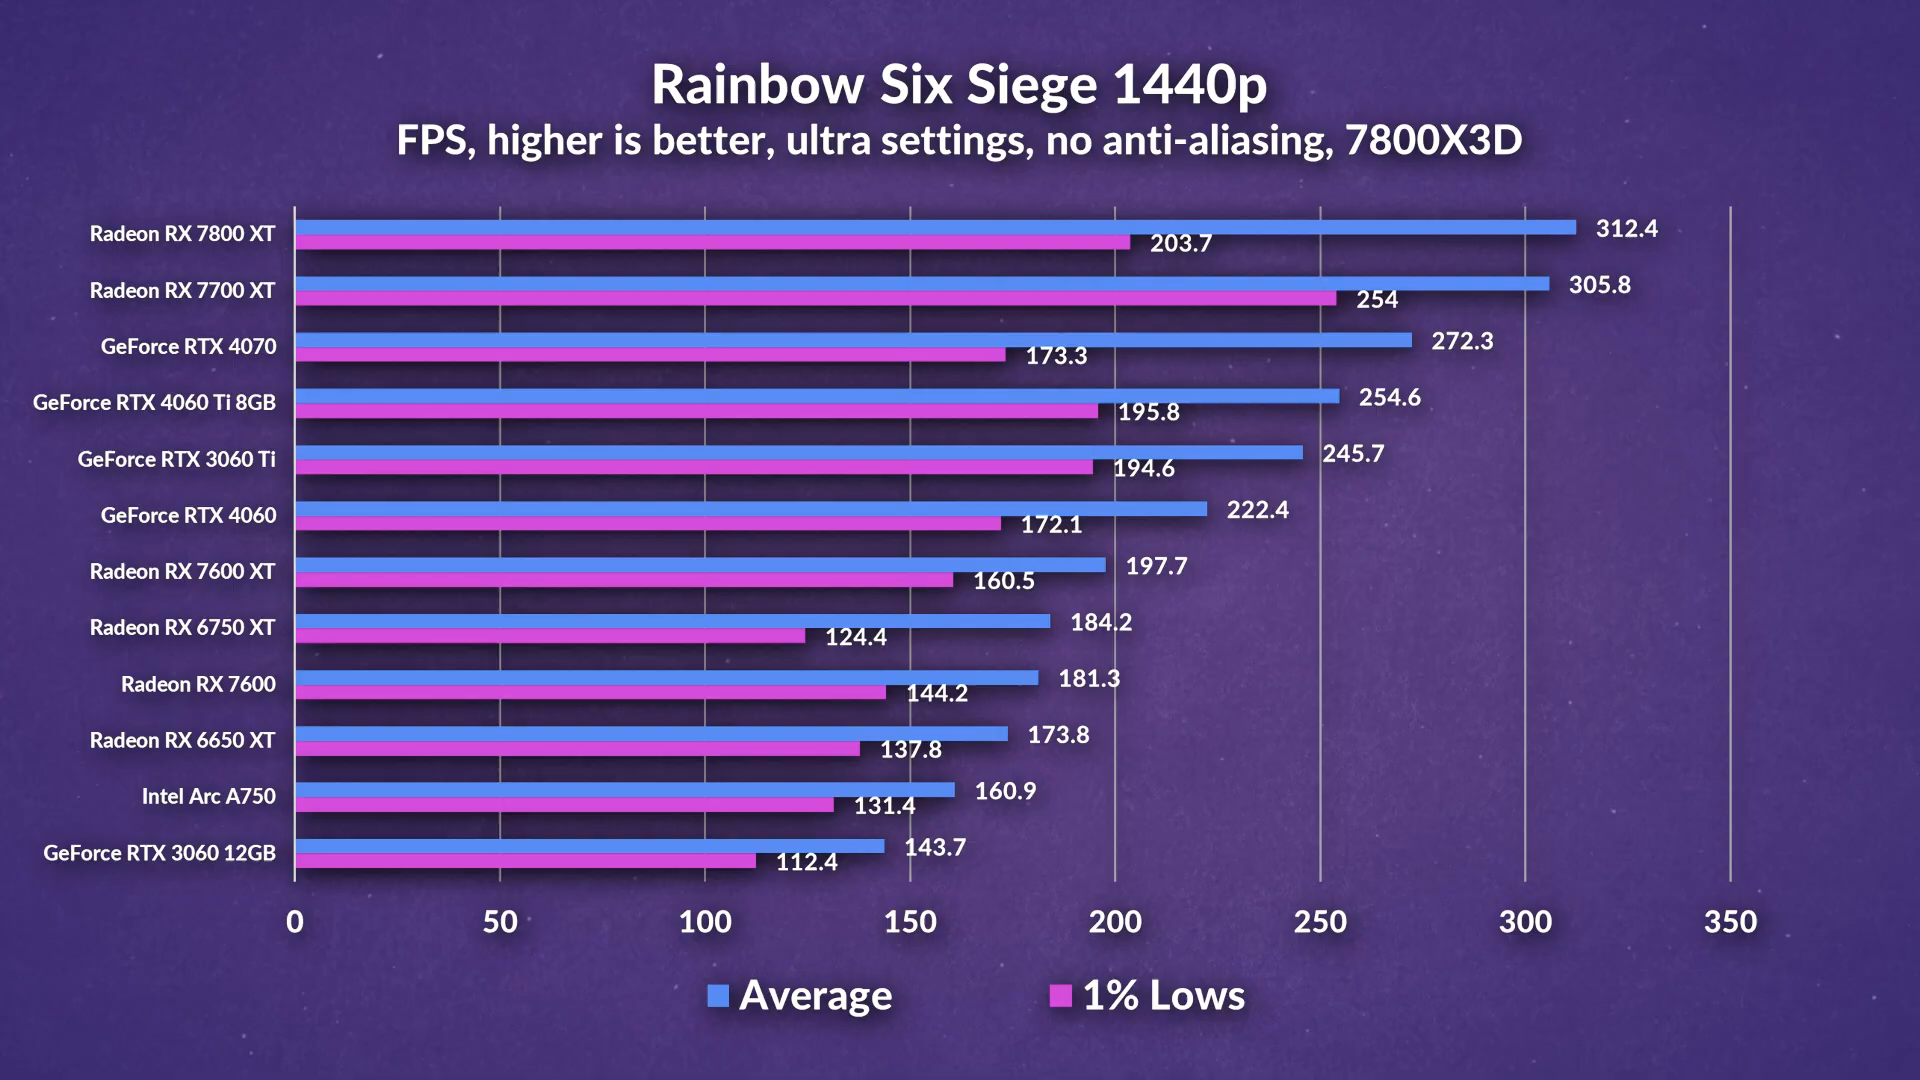 Rainbow Six Siege 1440p
FPS, higher is better, ultra settings, no anti-aliasing, 7800X3D
Radeon RX 7800 XT 312.4
203.7
Radeon RX 7700 XT 305.8
254
GeForce RTX 4070 272.3
173.3
GeForce RTX 4060 Ti 8GB 254.6
195.8
GeForce RTX 3060 Ti 245.7
194.6
GeForce RTX 4060 222.4
172.1
Radeon RX 7600 XT 197.7
160.5
Radeon RX 6750 XT 184.2
124.4
Radeon RX 7600 181.3
144.2
Radeon RX 6650 XT 173.8
137.8
Intel Arc A750 160.9
131.4
GeForce RTX 3060 12GB 143.7
112.4
0 50 100 150 200 250 300 350
Average 1% Lows